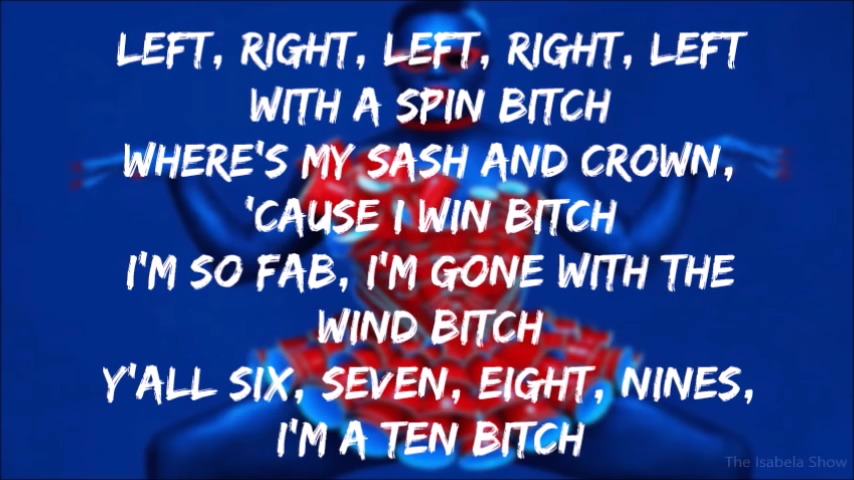 LEFT, RIGHT, LEFT, RIGHT, LEFT
WITH A SPIN BITCH
WHERE'S MY SASH AND CROWN,
'CAUSE I WIN BITCH
I'M SO FAB, I'M GONE WITH THE
WIND BITCH
Y'ALL SIX, SEVEN, EIGHT, NINES,
I'M A TEN BITCH
The Isabela Show